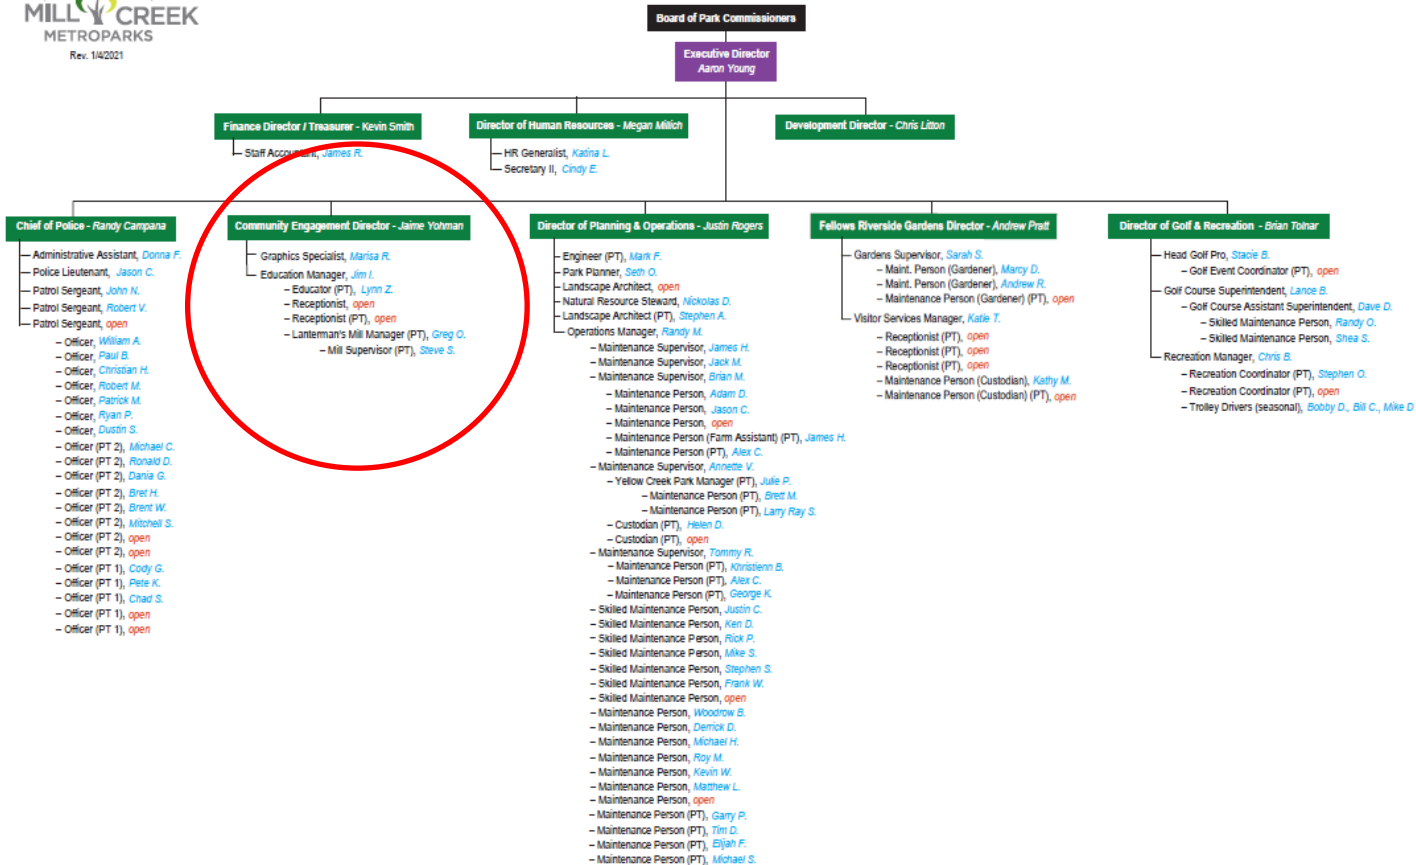 MILL CREEK
METROPARKS
Rev. 1/4/2021
Board of Park Commissioners
Executive Director
Aaron Young
Finance Director / Treasurer - Kevin Smith
– Staff Accountant, James R.
Director of Human Resources - Megan Millich
– HR Generalist, Katina L.
– Secretary II, Cindy E.
Development Director - Chris Litton
Chief of Police - Randy Campana
– Administrative Assistant, Donna F.
– Police Lieutenant, Jason C.
– Patrol Sergeant, John N.
– Patrol Sergeant, Robert V.
– Patrol Sergeant, open
– Officer, William A.
– Officer, Paul B.
– Officer, Christian H.
– Officer, Robert M.
– Officer, Patrick M.
– Officer, Ryan P.
– Officer, Dustin S.
– Officer (PT 2), Michael C.
– Officer (PT 2), Ronald D.
– Officer (PT 2), Dania G.
– Officer (PT 2), Bret H.
– Officer (PT 2), Brent W.
– Officer (PT 2), Mitchell S.
– Officer (PT 2), open
– Officer (PT 2), open
– Officer (PT 1), Cody G.
– Officer (PT 1), Pete K.
– Officer (PT 1), Chad S.
– Officer (PT 1), open
– Officer (PT 1), open
Community Engagement Director - Jaime Yohman
– Graphics Specialist, Marisa R.
– Education Manager, Jim I.
– Educator (PT), Lynn Z.
– Receptionist, open
– Receptionist (PT), open
– Lanterman's Mill Manager (PT), Greg O.
– Mill Supervisor (PT), Steve S.
Director of Planning & Operations - Justin Rogers
– Engineer (PT), Mark F.
– Park Planner, Seth O.
– Landscape Architect, open
– Natural Resource Steward, Nickolas D.
– Landscape Architect (PT), Stephen A.
– Operations Manager, Randy M.
– Maintenance Supervisor, James H.
– Maintenance Supervisor, Jack M.
– Maintenance Supervisor, Brian M.
– Maintenance Person, Adam D.
– Maintenance Person, Jason C.
– Maintenance Person, open
– Maintenance Person (Farm Assistant) (PT), James H.
– Maintenance Person (PT), Alex C.
– Maintenance Supervisor, Annette V.
– Yellow Creek Park Manager (PT), Julie P.
– Maintenance Person (PT), Brett M.
– Maintenance Person (PT), Larry Ray S.
– Custodian (PT), Helen D.
– Custodian (PT), open
– Maintenance Supervisor, Tommy R.
– Maintenance Person (PT), Khristienn B.
– Maintenance Person (PT), Alex C.
– Maintenance Person (PT), George K.
– Skilled Maintenance Person, Justin C.
– Skilled Maintenance Person, Ken D.
– Skilled Maintenance Person, Rick P.
– Skilled Maintenance Person, Mike S.
– Skilled Maintenance Person, Stephen S.
– Skilled Maintenance Person, Frank W.
– Skilled Maintenance Person, open
– Maintenance Person, Woodrow B.
– Maintenance Person, Derrick D.
– Maintenance Person, Michael H.
– Maintenance Person, Roy M.
– Maintenance Person, Kevin W.
– Maintenance Person, Matthew L.
– Maintenance Person, open
– Maintenance Person (PT), Garry P.
– Maintenance Person (PT), Tim D.
– Maintenance Person (PT), Elijah F.
– Maintenance Person (PT), Michael S.
Fellows Riverside Gardens Director - Andrew Pratt
– Gardens Supervisor, Sarah S.
– Maint. Person (Gardener), Marcy D.
– Maint. Person (Gardener), Andrew R.
– Maintenance Person (Gardener) (PT), open
– Visitor Services Manager, Katie T.
– Receptionist (PT), open
– Receptionist (PT), open
– Receptionist (PT), open
– Maintenance Person (Custodian), Kathy M.
– Maintenance Person (Custodian) (PT), open
Director of Golf & Recreation - Brian Tolnar
– Head Golf Pro, Stacie B.
– Golf Event Coordinator (PT), open
– Golf Course Superintendent, Lance B.
– Golf Course Assistant Superintendent, Dave D.
– Skilled Maintenance Person, Randy O.
– Skilled Maintenance Person, Shea S.
– Recreation Manager, Chris B.
– Recreation Coordinator (PT), Stephen O.
– Recreation Coordinator (PT), open
– Trolley Drivers (seasonal), Bobby D., Bill C., Mike D